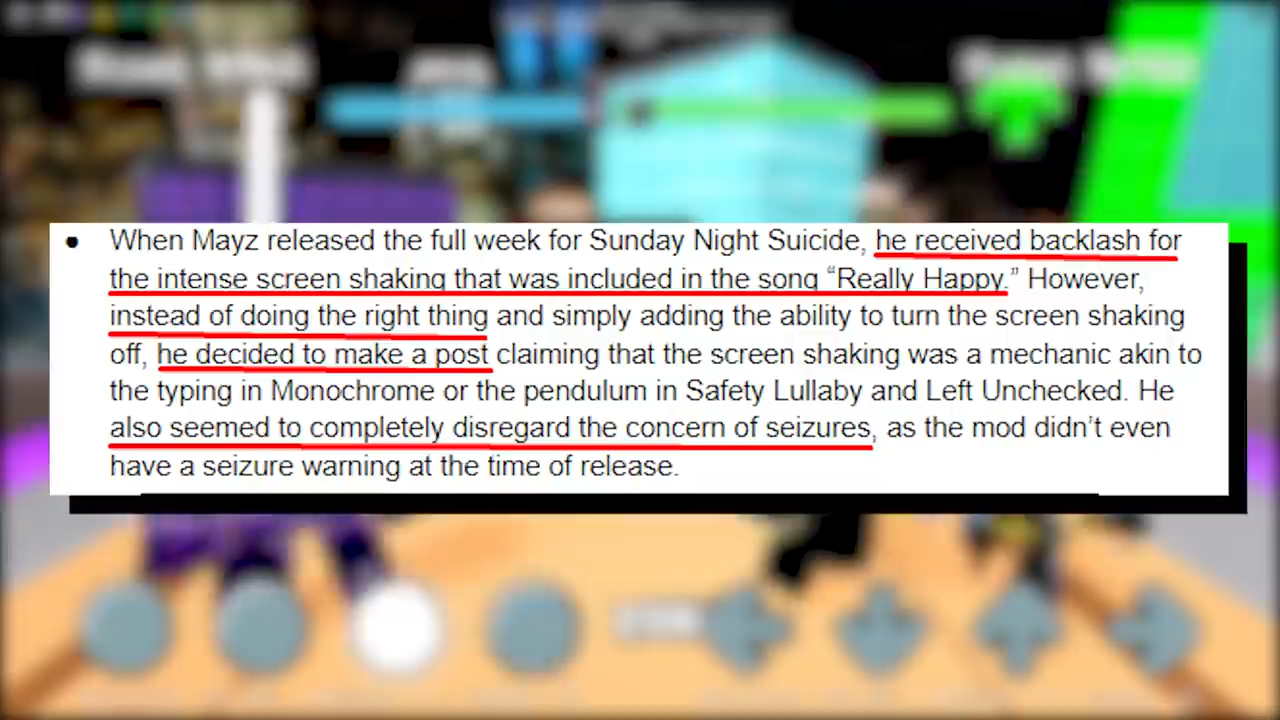 ● When Mayz released the full week for Sunday Night Suicide, he received backlash for
the intense screen shaking that was included in the song “Really Happy.” However,
instead of doing the right thing and simply adding the ability to turn the screen shaking
off, he decided to make a post claiming that the screen shaking was a mechanic akin to
the typing in Monochrome or the pendulum in Safety Lullaby and Left Unchecked. He
also seemed to completely disregard the concern of seizures, as the mod didn’t even
have a seizure warning at the time of release.